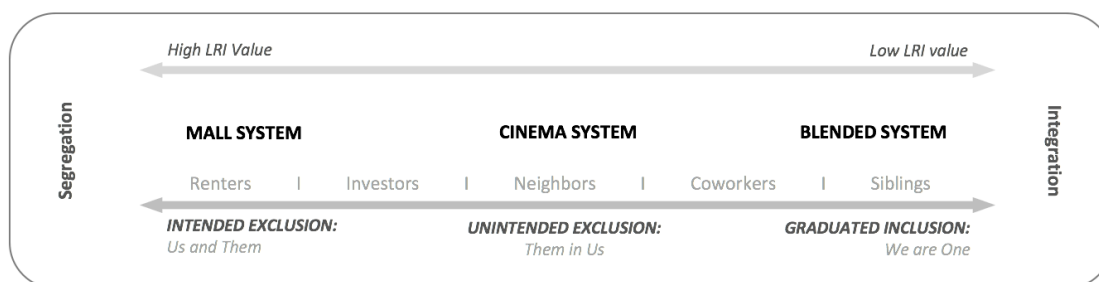 High LRI Value Low LRI value
Segregation
Integration
MALL SYSTEM CINEMA SYSTEM BLENDED SYSTEM
Renters I Investors I Neighbors I Coworkers I Siblings
INTENDED EXCLUSION: UNINTENDED EXCLUSION: GRADUATED INCLUSION:
Us and Them Them in Us We are One